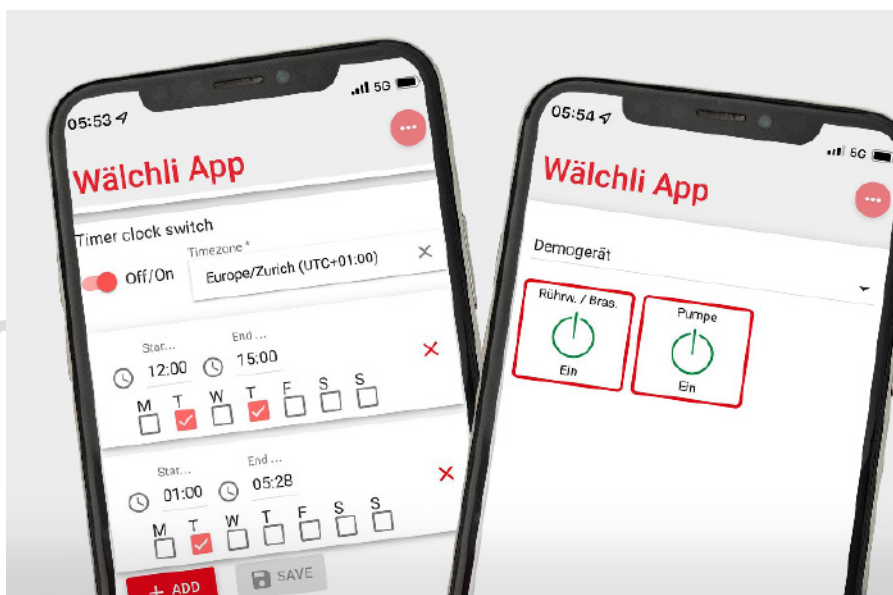 05:53
5G
Wälchli App
Timer clock switch
Off/On
Timezone *
Europe/Zurich (UTC+01:00)
Star...
End ...
12:00
15:00
M T W T F S S
Star...
End ...
01:00
05:28
M T W T F S S
+ ADD
SAVE
05:54
5G
Wälchli App
Demogerät
Rührw. / Bras.
Ein
Pumpe
Ein